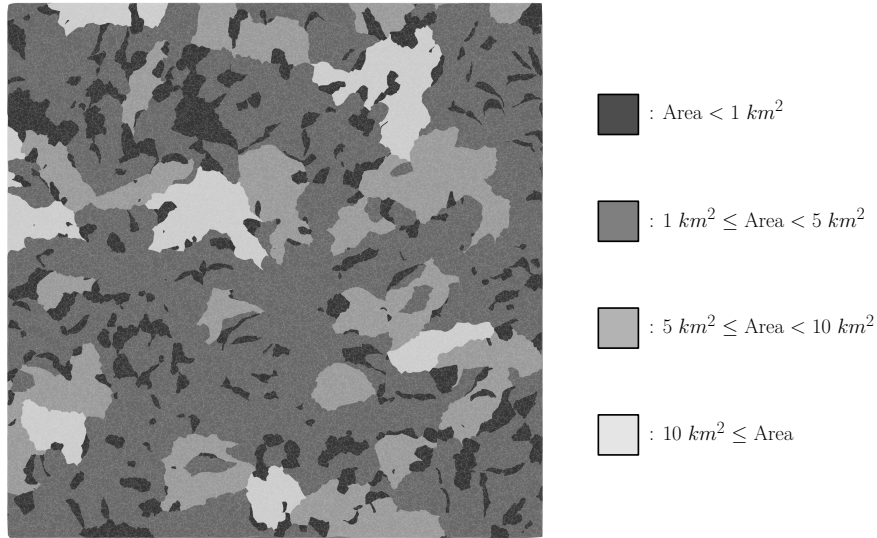 : Area < 1 km²
: 1 km² ≤ Area < 5 km²
: 5 km² ≤ Area < 10 km²
: 10 km² ≤ Area